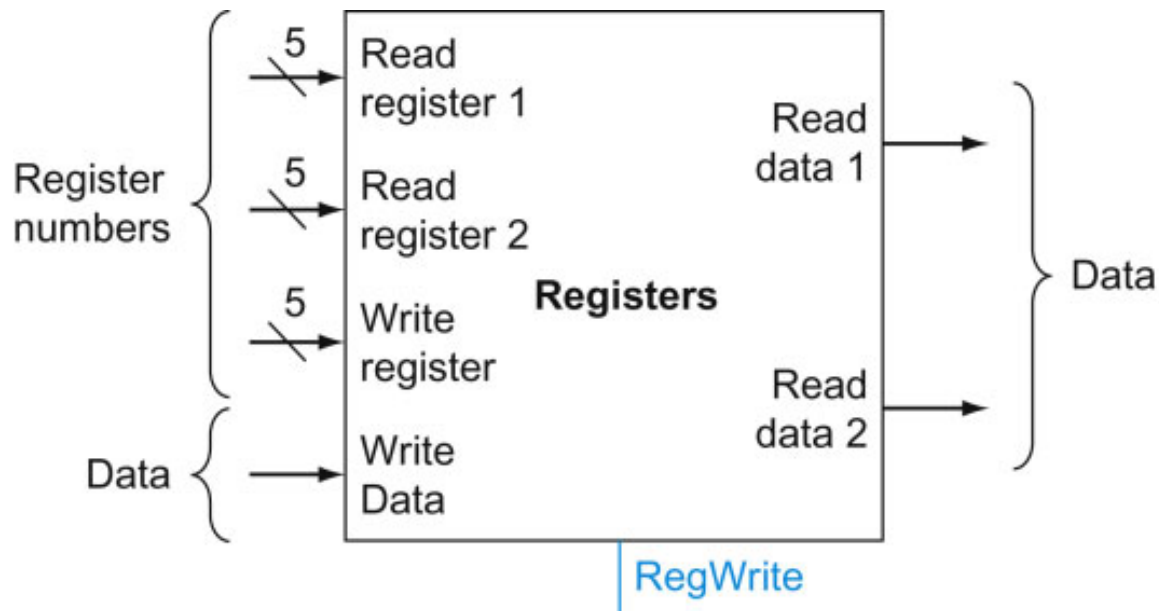 5
Read
register 1
5
Read
register 2
5
Write
register
Write
Data
Register
numbers
Data
Registers
Read
data 1
Read
data 2
Data
RegWrite